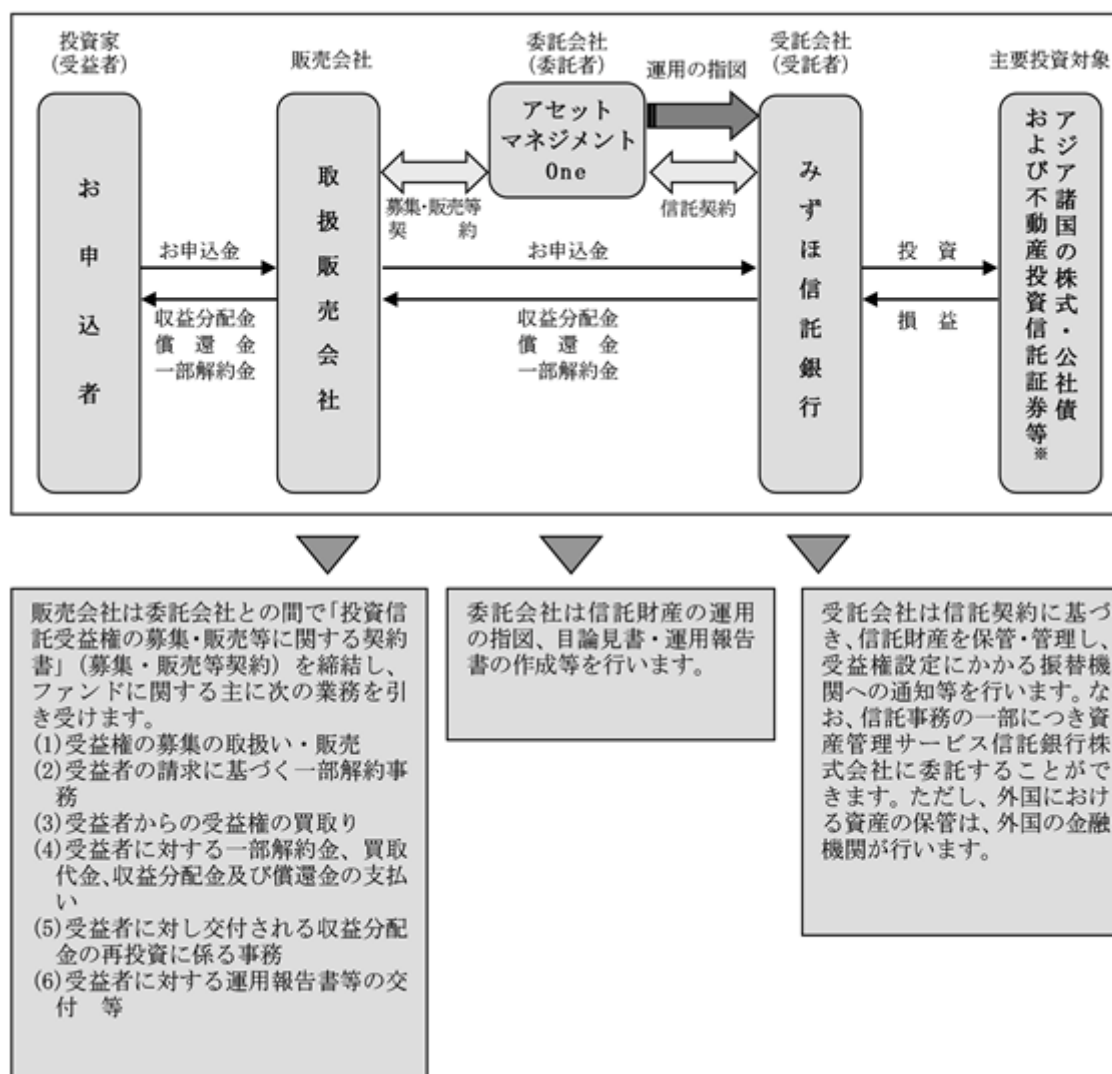 投資家
(受益者)
販売会社
委託会社
(委託者)
運用の指図
受託会社
(受託者)
主要投資対象
お申込者
取扱販売会社
アセット
マネジメント
One
みずほ信託銀行
アジア諸国の株式・公社債
および不動産投資信託証券等※
募集・販売等
契 約
信託契約
お申込金
収益分配金
償 還 金
一部解約金
お申込金
収益分配金
償 還 金
一部解約金
投 資
損 益
販売会社は委託会社との間で「投資信
託受益権の募集・販売等に関する契約
書」(募集・販売等契約)を締結し、
ファンドに関する主に次の業務を引
き受けます。
(1)受益権の募集の取扱い・販売
(2)受益者の請求に基づく一部解約事
務
(3)受益者からの受益権の買取り
(4)受益者に対する一部解約金、買取
代金、収益分配金及び償還金の支払
い
(5)受益者に対し交付される収益分配
金の再投資に係る事務
(6)受益者に対する運用報告書等の交
付 等
委託会社は信託財産の運用
の指図、目論見書・運用報告
書の作成等を行います。
受託会社は信託契約に基づ
き、信託財産を保管・管理し、
受益権設定にかかる振替機
関への通知等を行います。な
お、信託事務の一部につき資
産管理サービス信託銀行株
式会社に委託することがで
きます。ただし、外国におけ
る資産の保管は、外国の金融
機関が行います。